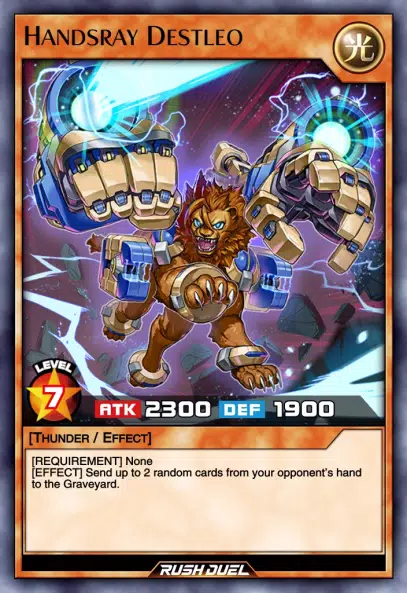 Handsray Destleo
光
LEVEL
7
ATK 2300 DEF 1900
[Thunder / Effect]
[REQUIREMENT] None
[EFFECT] Send up to 2 random cards from your opponent's hand
to the Graveyard.
RUSH DUEL